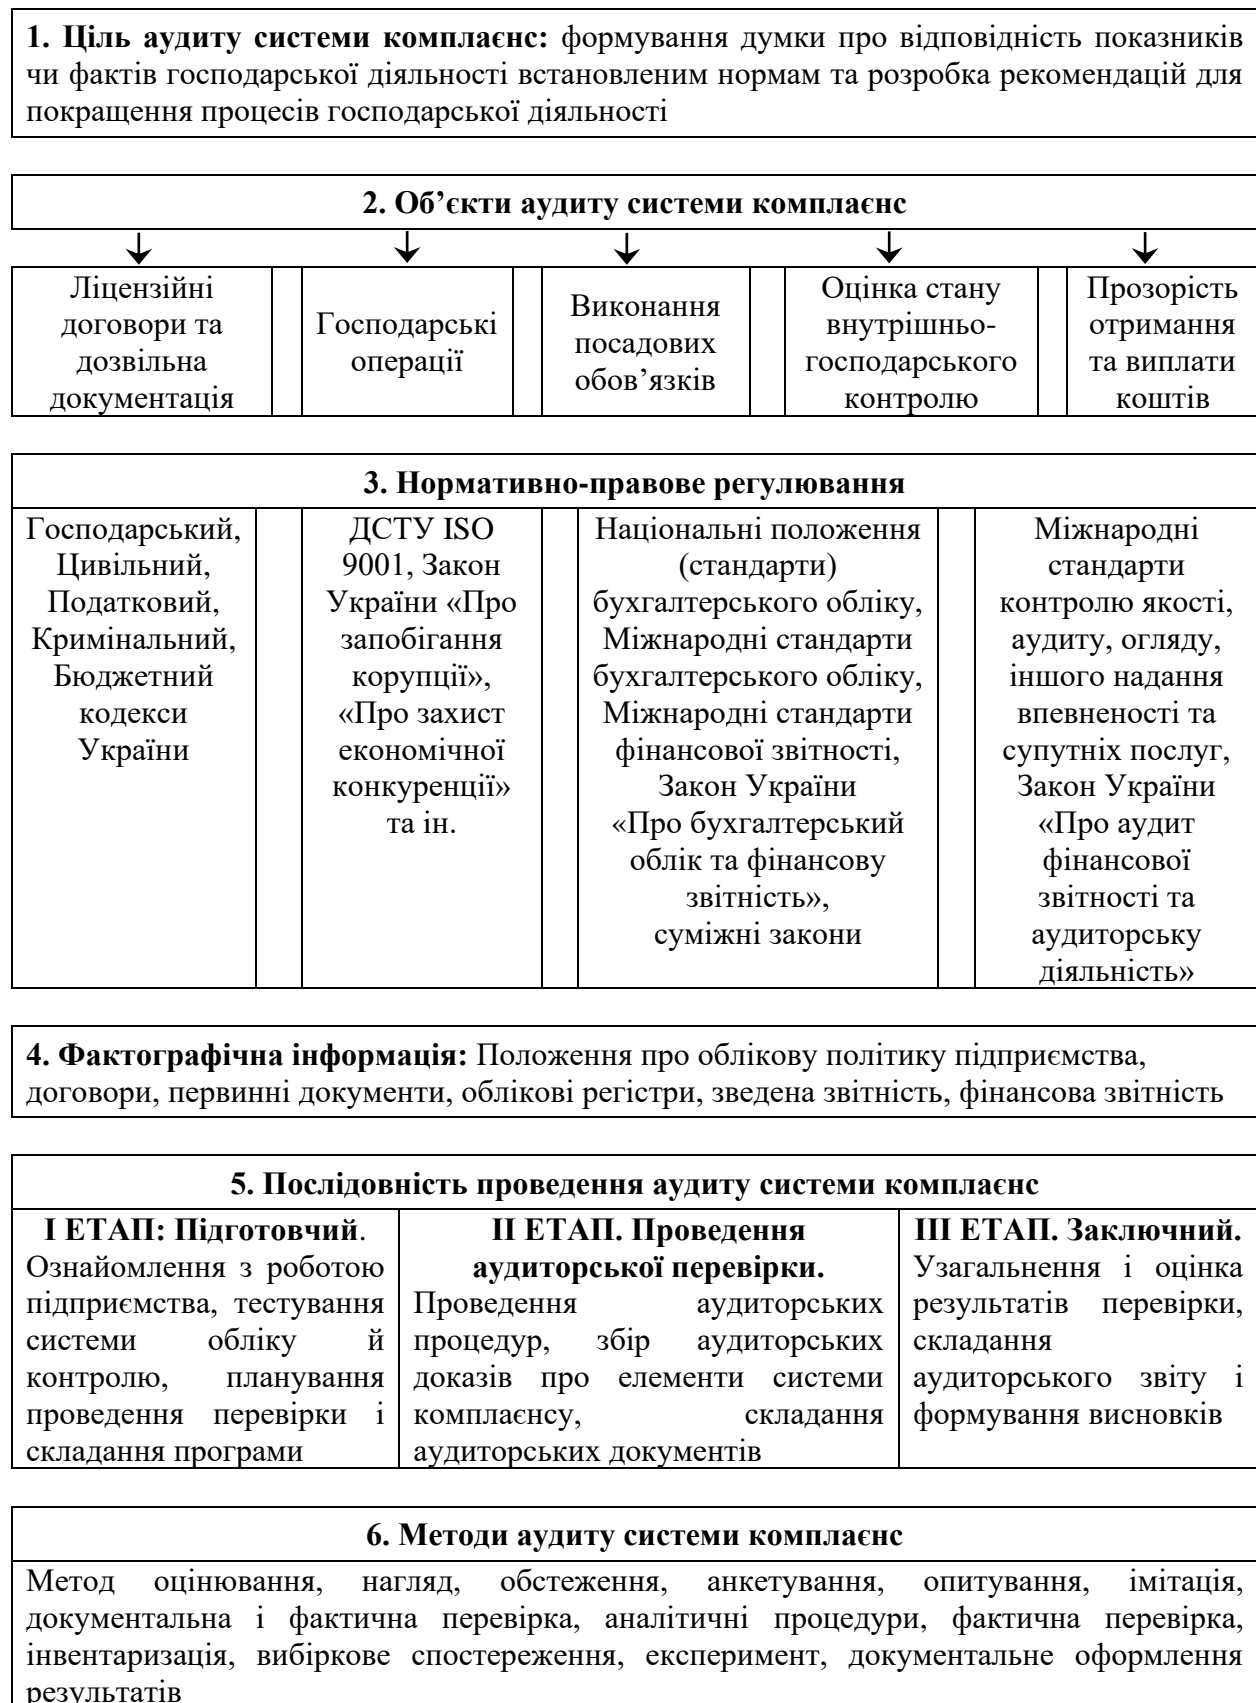 1. Ціль аудиту системи комплаєнс: формування думки про відповідність показників
чи фактів господарської діяльності встановленим нормам та розробка рекомендацій для
покращення процесів господарської діяльності
2. Об’єкти аудиту системи комплаєнс
Ліцензійні
договори та
дозвільна
документація
Господарські
операції
Виконання
посадових
обов’язків
Оцінка стану
внутрішньо-
господарського
контролю
Прозорість
отримання
та виплати
коштів
3. Нормативно-правове регулювання
Господарський,
Цивільний,
Податковий,
Кримінальний,
Бюджетний
кодекси
України
ДСТУ ISO
9001, Закон
України «Про
запобігання
корупції»,
«Про захист
економічної
конкуренції»
та ін.
Національні положення
(стандарти)
бухгалтерського обліку,
Міжнародні стандарти
бухгалтерського обліку,
Міжнародні стандарти
фінансової звітності,
Закон України
«Про бухгалтерський
облік та фінансову
звітність»,
суміжні закони
Міжнародні
стандарти
контролю якості,
аудиту, огляду,
іншого надання
впевненості та
супутніх послуг,
Закон України
«Про аудит
фінансової
звітності та
аудиторську
діяльність»
4. Фактографічна інформація: Положення про облікову політику підприємства,
договори, первинні документи, облікові регістри, зведена звітність, фінансова звітність
5. Послідовність проведення аудиту системи комплаєнс
І ЕТАП: Підготовчий.
Ознайомлення з роботою
підприємства, тестування
системи обліку й
контролю, планування
проведення перевірки і
складання програми
ІІ ЕТАП. Проведення
аудиторської перевірки.
Проведення аудиторських
процедур, збір аудиторських
доказів про елементи системи
комплаєнсу, складання
аудиторських документів
ІІІ ЕТАП. Заключний.
Узагальнення і оцінка
результатів перевірки,
складання
аудиторського звіту і
формування висновків
6. Методи аудиту системи комплаєнс
Метод оцінювання, нагляд, обстеження, анкетування, опитування, імітація,
документальна і фактична перевірка, аналітичні процедури, фактична перевірка,
інвентаризація, вибіркове спостереження, експеримент, документальне оформлення
результатів